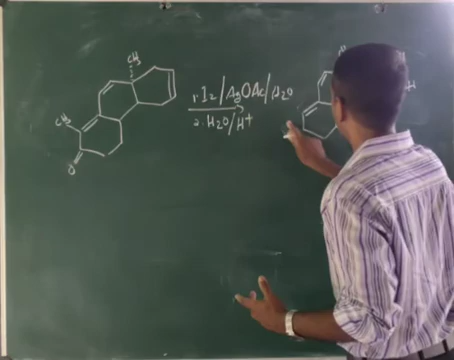 CH₃
1. I₂/AgOAc/H₂O
2. H₂O/H⁺
CH₃
O
H